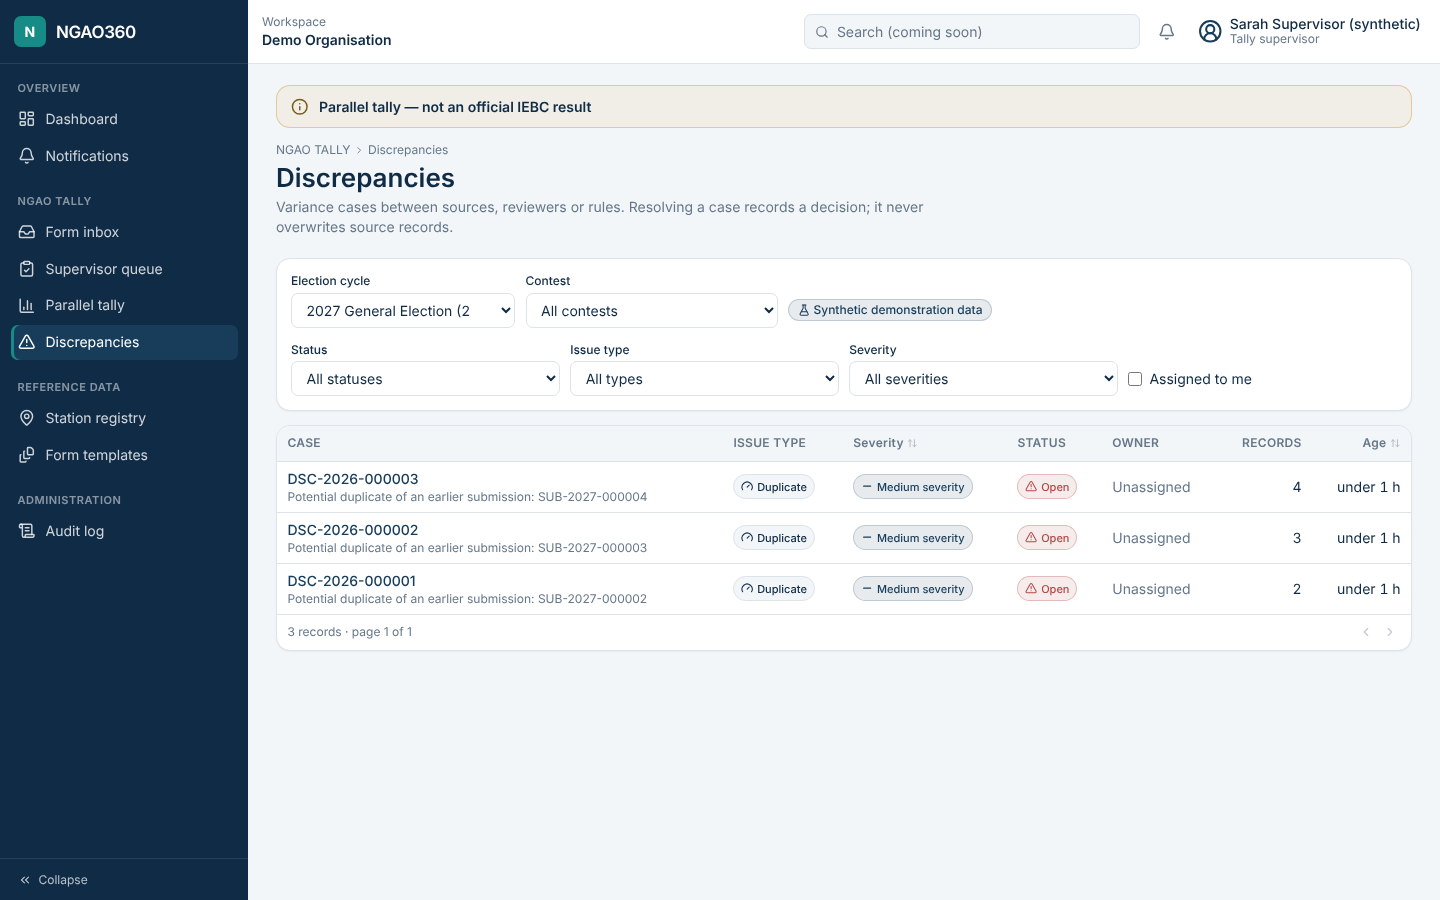 N NGAO360
OVERVIEW
Dashboard
Notifications
NGAO TALLY
Form inbox
Supervisor queue
Parallel tally
Discrepancies
REFERENCE DATA
Station registry
Form templates
ADMINISTRATION
Audit log
Collapse
Workspace
Demo Organisation
Search (coming soon)
Sarah Supervisor (synthetic)
Tally supervisor
Parallel tally — not an official IEBC result
NGAO TALLY > Discrepancies
Discrepancies
Variance cases between sources, reviewers or rules. Resolving a case records a decision; it never
overwrites source records.
Election cycle Contest
2027 General Election (2 All contests Synthetic demonstration data
Status Issue type Severity
All statuses All types All severities Assigned to me
CASE ISSUE TYPE Severity STATUS OWNER RECORDS Age
DSC-2026-000003
Potential duplicate of an earlier submission: SUB-2027-000004
Duplicate Medium severity Open Unassigned 4 under 1 h
DSC-2026-000002
Potential duplicate of an earlier submission: SUB-2027-000003
Duplicate Medium severity Open Unassigned 3 under 1 h
DSC-2026-000001
Potential duplicate of an earlier submission: SUB-2027-000002
Duplicate Medium severity Open Unassigned 2 under 1 h
3 records · page 1 of 1